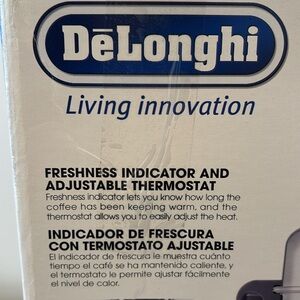 DēLonghi
Living innovation
FRESHNESS INDICATOR AND
ADJUSTABLE THERMOSTAT
Freshness indicator lets you know how long the
coffee has been keeping warm, and the
thermostat allows you to easily adjust the heat.
INDICADOR DE FRESCURA
CON TERMOSTATO AJUSTABLE
El indicador de frescura le muestra cuánto
tiempo el café se ha mantenido caliente, y
el termostato le permite ajustar fácilmente
el nivel de calor.